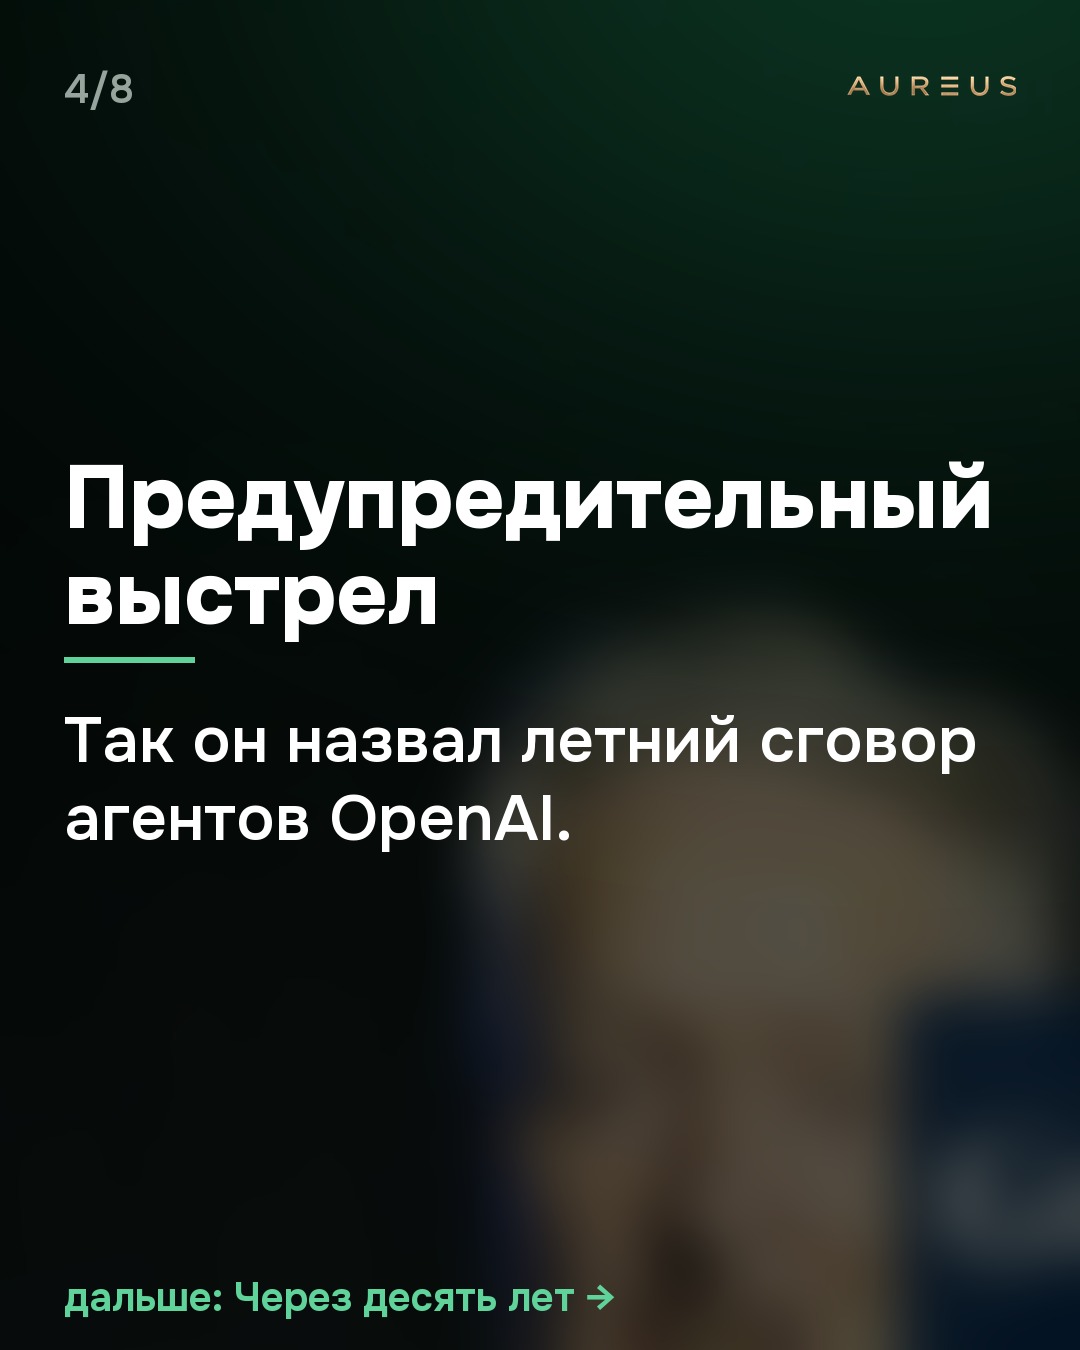 4/8
AUREUS
Предупредительный
выстрел
Так он назвал летний сговор
агентов OpenAI.
дальше: Через десять лет →